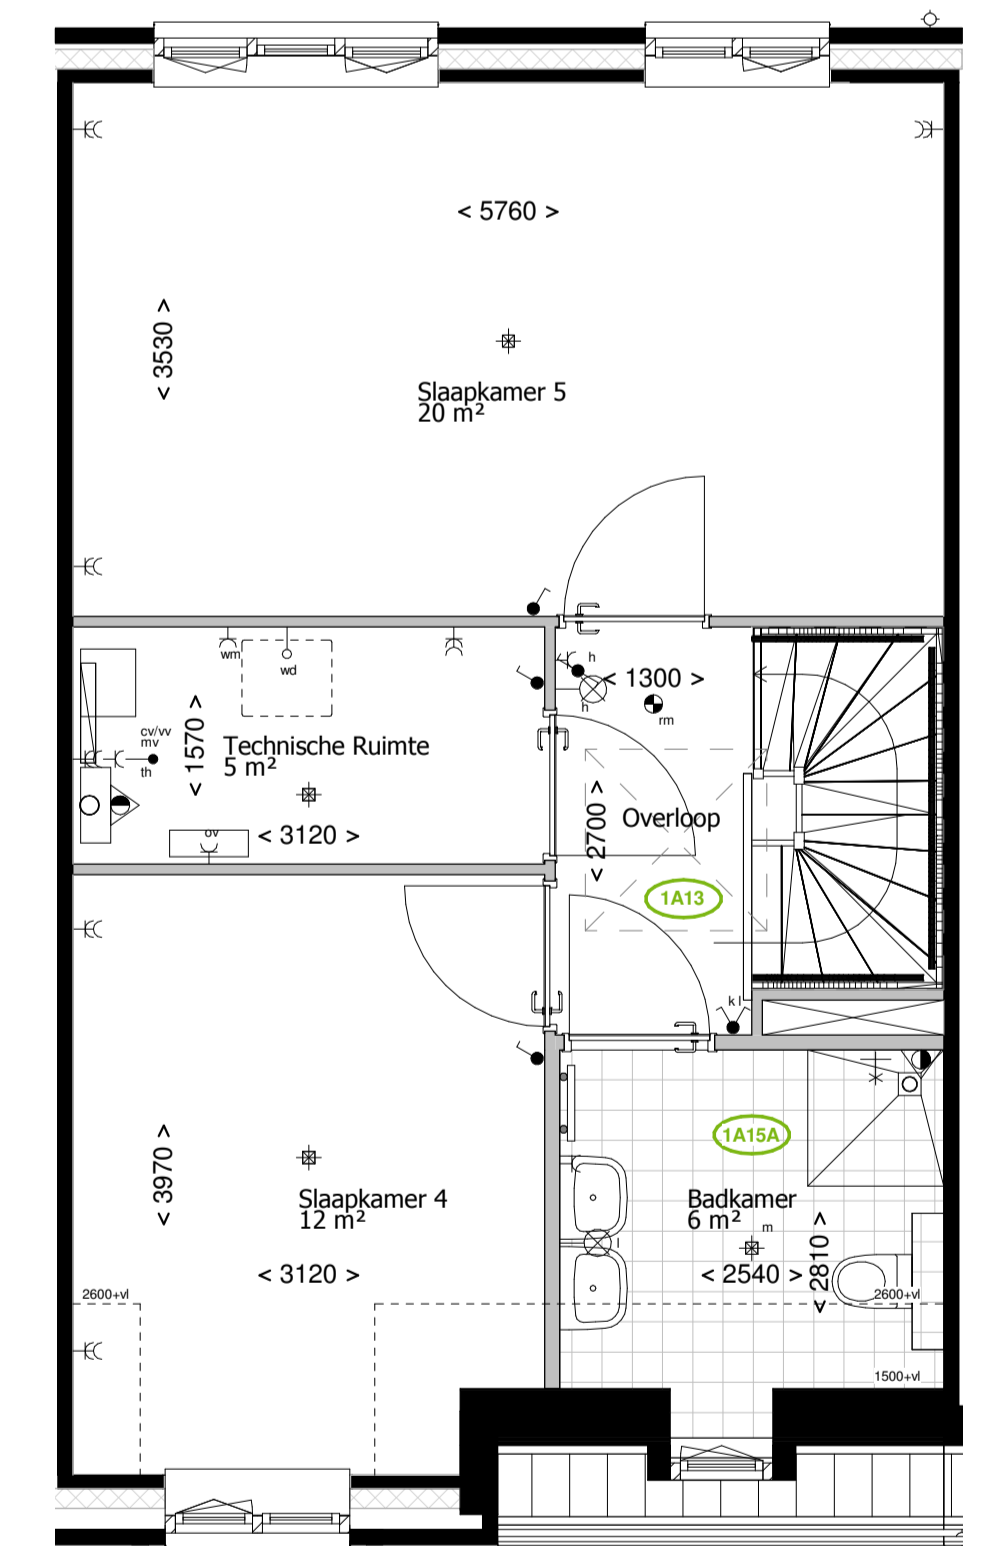 < 5760 >
< 3530 >
Slaapkamer 5
20 m²
wm
wd
h
< 1300 >
h
rm
cv/vv
mv
th
< 1570 >
Technische Ruimte
5 m²
ov
< 3120 >
< 2700 >
Overloop
1A13
k l
1A15A
< 3970 >
Slaapkamer 4
12 m²
< 3120 >
Badkamer
6 m²
m
l
< 2540 >
< 2810 >
2600+vl
2600+vl
1500+vl